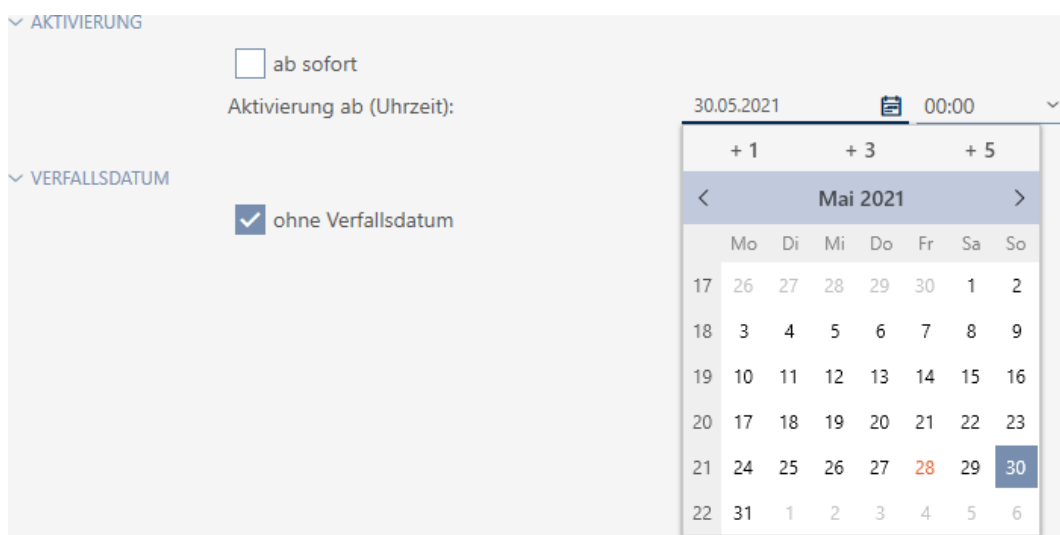 AKTIVIERUNG
ab sofort
Aktivierung ab (Uhrzeit): 30.05.2021 00:00
+ 1 + 3 + 5
VERFALLSDATUM
Mai 2021
ohne Verfallsdatum
Mo Di Mi Do Fr Sa So
17 26 27 28 29 30 1 2
18 3 4 5 6 7 8 9
19 10 11 12 13 14 15 16
20 17 18 19 20 21 22 23
21 24 25 26 27 28 29 30
22 31 1 2 3 4 5 6